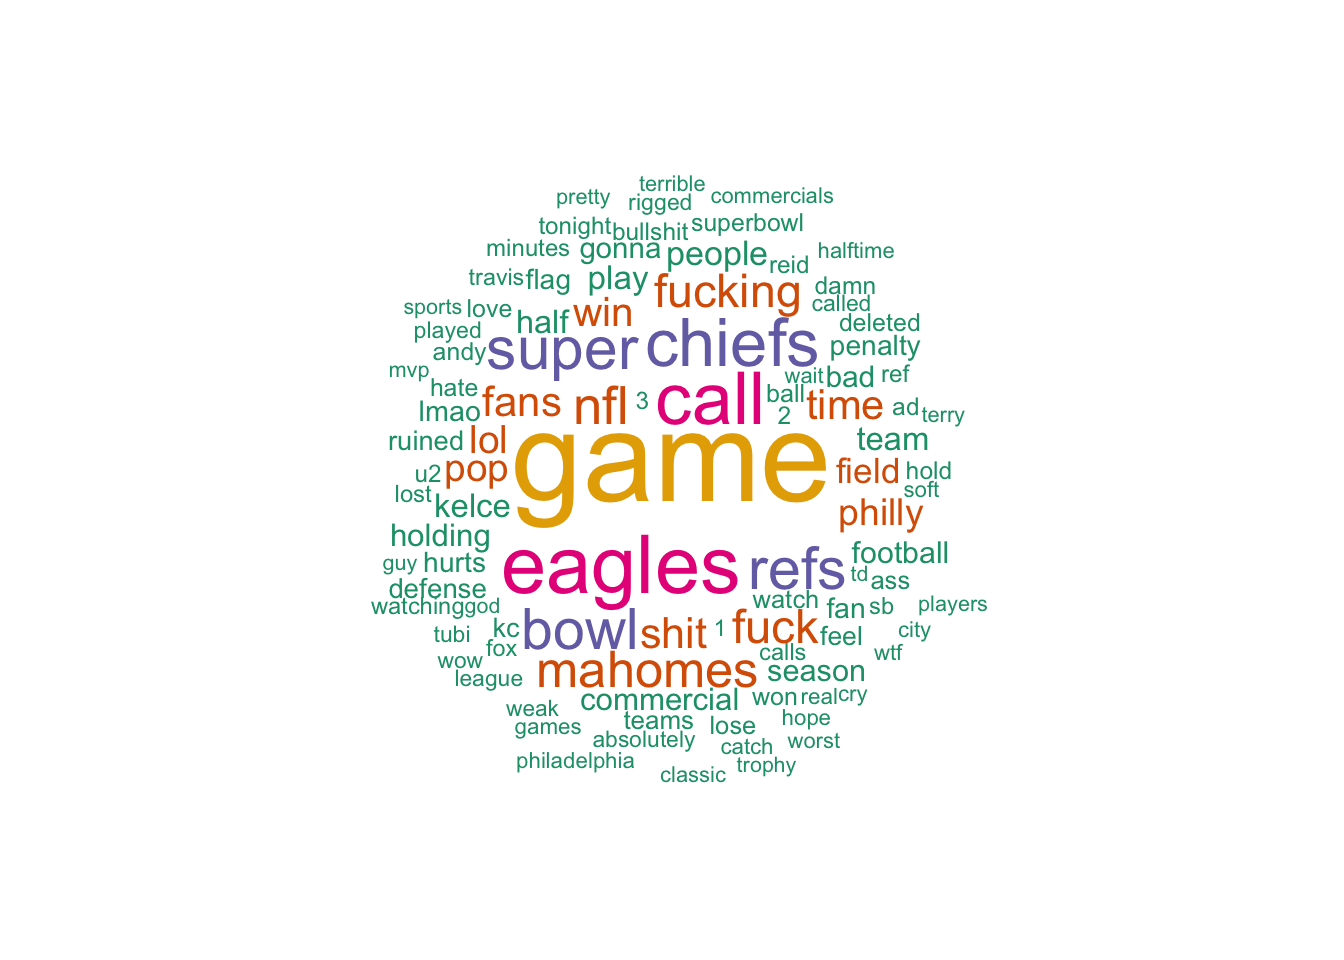 terrible
pretty rigged commercials
tonight bullshit superbowl
minutes gonna people halftime
travis flag play reid
fucking damn
sports love win called
played half deleted
andy super chiefs penalty
mvp hate wait bad ref
lmao fans nfl 3 call ball 2 time ad terry
ruined lol team
u2 pop game field hold
lost kelce soft
holding philly
guy hurts eagles refs football
defense td ass
watching god watch fan sb players
tubi kc bowl shit 1 fuck feel city
wow fox calls wtf
league mahomes season
weak commercial won real cry
games teams lose hope
absolutely catch worst
philadelphia classic trophy